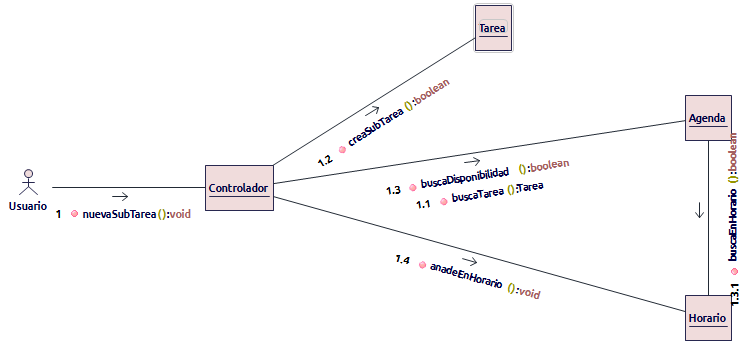 Tarea
1.2 creaSubTarea ():boolean
Agenda
1.3 buscaDisponibilidad ():boolean
1.1 buscaTarea ():Tarea
Controlador
Usuario
1 nuevaSubTarea():void
1.3.1 buscaEnHorario ():boolean
1.4 anadeEnHorario ():void
Horario